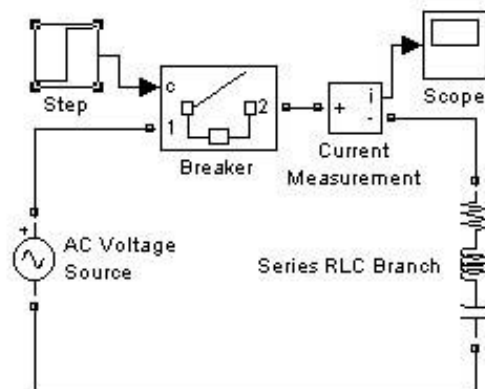 Step
c
1
2
Breaker
+
i
-
Current
Measurement
Scope
+
AC Voltage
Source
Series RLC Branch